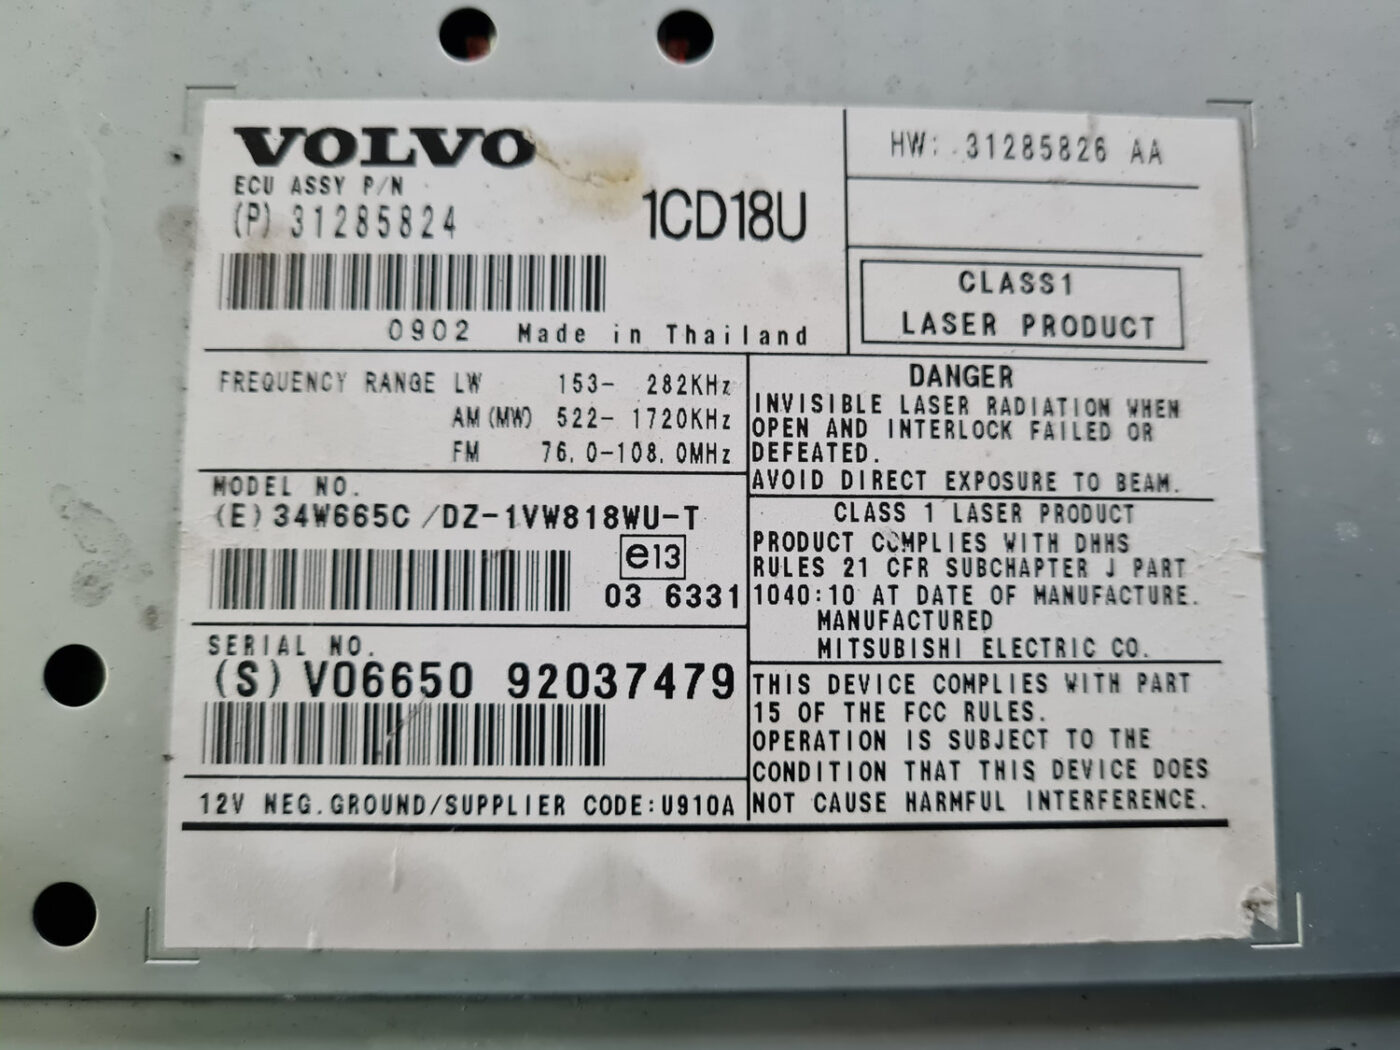 VOLVO
ECU ASSY P/N
(P) 31285824
1CD18U
0902 Made in Thailand
HW: 31285826 AA
CLASS1
LASER PRODUCT
FREQUENCY RANGE LW 153- 282KHz
AM (MW) 522- 1720KHz
FM 76.0-108.0MHz
MODEL NO.
(E) 34W665C /DZ-1VW818WU-T
e13
03 6331
SERIAL NO.
(S) V06650 92037479
12V NEG.GROUND/SUPPLIER CODE:U910A
DANGER
INVISIBLE LASER RADIATION WHEN
OPEN AND INTERLOCK FAILED OR
DEFEATED.
AVOID DIRECT EXPOSURE TO BEAM.
CLASS 1 LASER PRODUCT
PRODUCT COMPLIES WITH DHHS
RULES 21 CFR SUBCHAPTER J PART
1040:10 AT DATE OF MANUFACTURE.
MANUFACTURED
MITSUBISHI ELECTRIC CO.
THIS DEVICE COMPLIES WITH PART
15 OF THE FCC RULES.
OPERATION IS SUBJECT TO THE
CONDITION THAT THIS DEVICE DOES
NOT CAUSE HARMFUL INTERFERENCE.